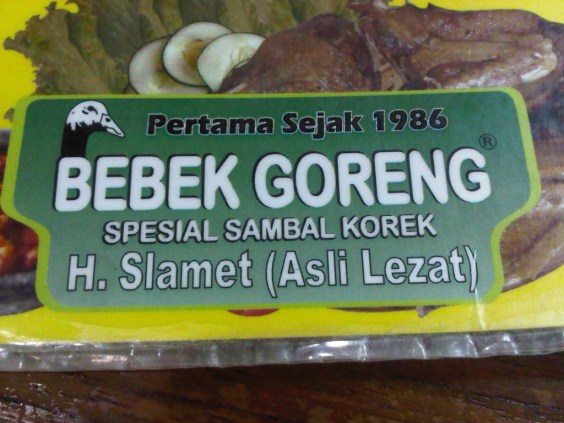 Pertama Sejak 1986
BEBEK GORENG ®
SPESIAL SAMBAL KOREK
H. Slamet (Asli Lezat)